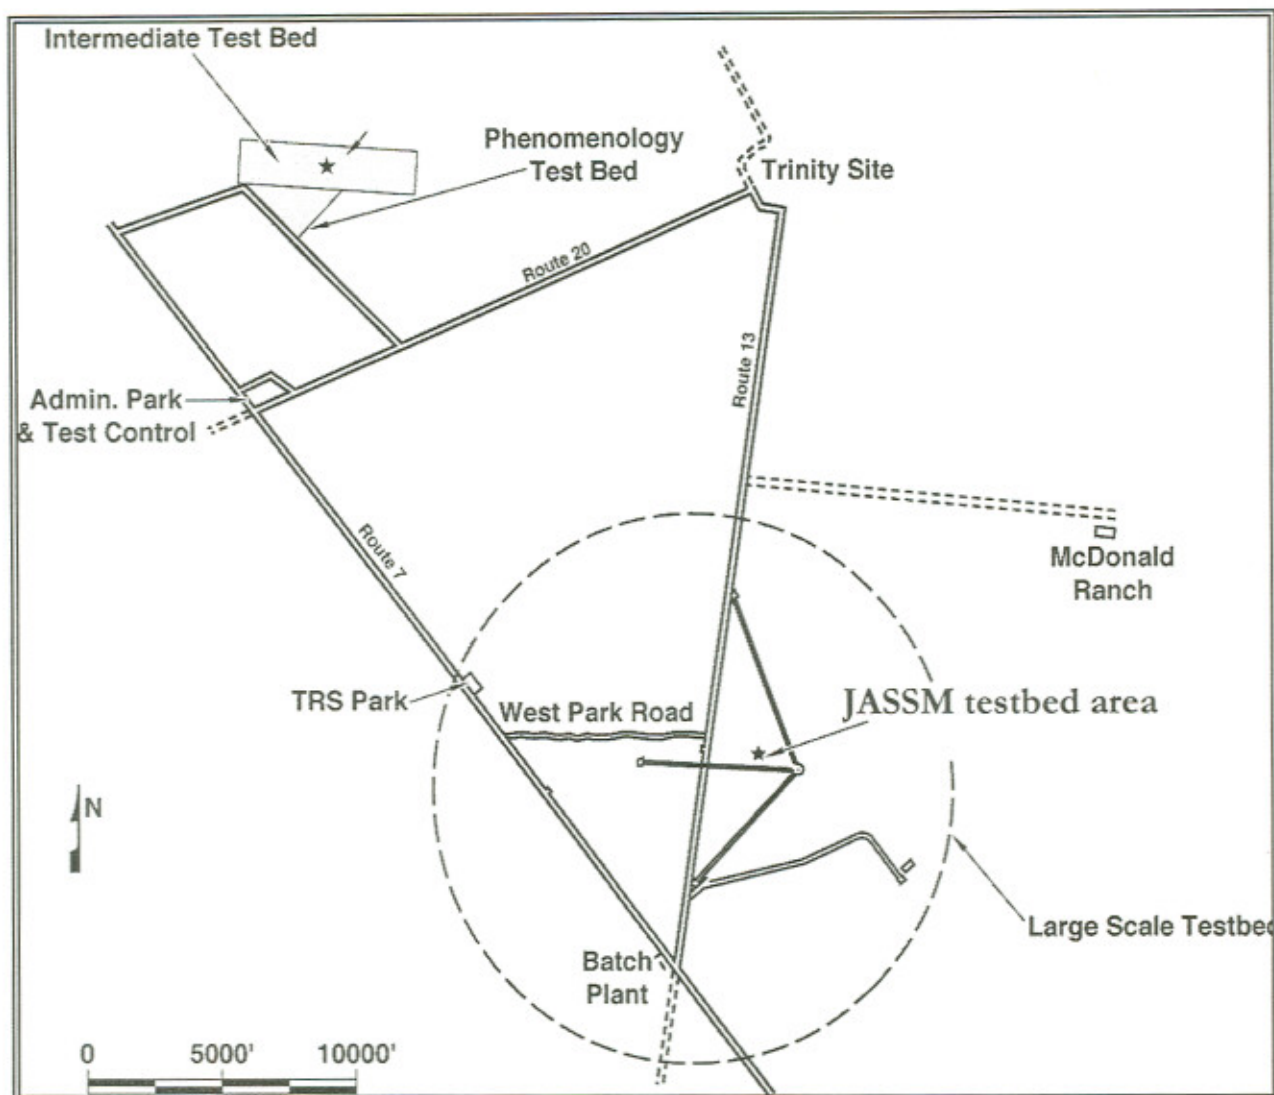 Intermediate Test Bed
Phenomenology
Test Bed
Trinity Site
Route 20
Route 13
Admin. Park
& Test Control
Route 7
McDonald
Ranch
TRS Park
West Park Road
JASSM testbed area
N
Large Scale Testbed
Batch
Plant
0 5000' 10000'